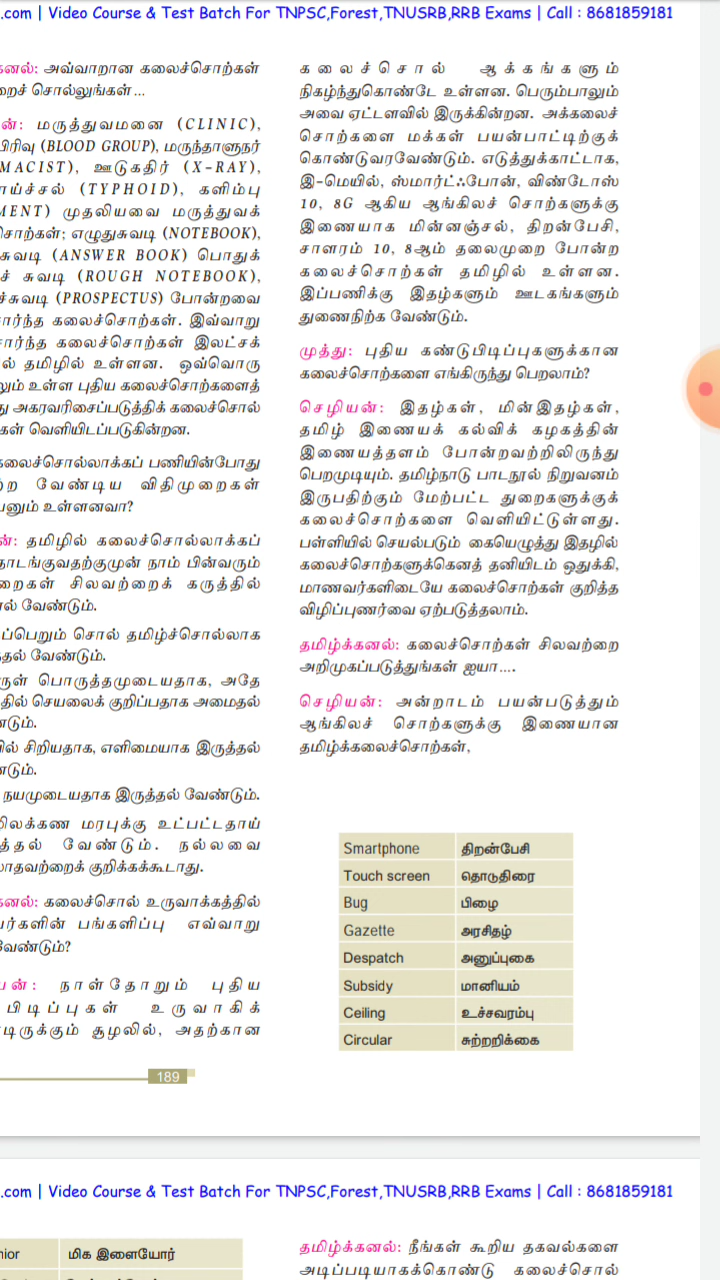 .com | Video Course & Test Batch For TNPSC,Forest,TNUSRB,RRB Exams | Call : 8681859181
கனல்: அவ்வாறான கலைச்சொற்கள்
றைச் சொல்லுங்கள் ...
ன்: மருத்துவமனை (CLINIC),
பிரிவு (BLOOD GROUP), மருந்தாளுநர்
MACIST), ஊடுகதிர் (X-RAY),
ாய்ச்சல் (TYPHOID), களிம்பு
MENT) முதலியவை மருத்துவக்
சொற்கள்; எழுதுசுவடி (NOTEBOOK),
சுவடி (ANSWER BOOK) பொதுக்
ச் சுவடி (ROUGH NOTEBOOK),
ச்சுவடி (PROSPECTUS) போன்றவை
ார்ந்த கலைச்சொற்கள். இவ்வாறு
ார்ந்த கலைச்சொற்கள் இலட்சக்
ல் தமிழில் உள்ளன. ஒவ்வொரு
லும் உள்ள புதிய கலைச்சொற்களைத்
து அகரவரிசைப்படுத்திக் கலைச்சொல்
கள் வெளியிடப்படுகின்றன.
கலைச்சொல்லாக்கப் பணியின்போது
ற வேண்டிய விதிமுறைகள்
னும் உள்ளனவா?
ன்: தமிழில் கலைச்சொல்லாக்கப்
தாடங்குவதற்குமுன் நாம் பின்வரும்
றைகள் சிலவற்றைக் கருத்தில்
ல் வேண்டும்.
ப்பெறும் சொல் தமிழ்ச்சொல்லாக
தல் வேண்டும்.
ருள் பொருத்தமுடையதாக, அதே
தில் செயலைக் குறிப்பதாக அமைதல்
ண்டும்.
ில் சிறியதாக, எளிமையாக இருத்தல்
ண்டும்.
நயமுடையதாக இருத்தல் வேண்டும்.
ிலக்கண மரபுக்கு உட்பட்டதாய்
த்தல் வேண்டும். நல்லவை
ாதவற்றைக் குறிக்கக்கூடாது.
கனல்: கலைச்சொல் உருவாக்கத்தில்
ர்களின் பங்களிப்பு எவ்வாறு
வேண்டும்?
ன்: நாள்தோறும் புதிய
பிடிப்புகள் உருவாகிக்
டிருக்கும் சூழலில், அதற்கான
கலைச்சொல் ஆக்கங்களும்
நிகழ்ந்துகொண்டே உள்ளன. பெரும்பாலும்
அவை ஏட்டளவில் இருக்கின்றன. அக்கலைச்
சொற்களை மக்கள் பயன்பாட்டிற்குக்
கொண்டுவரவேண்டும். எடுத்துக்காட்டாக,
இ-மெயில், ஸ்மார்ட்ஃபோன், விண்டோஸ்
10, 8G ஆகிய ஆங்கிலச் சொற்களுக்கு
இணையாக மின்னஞ்சல், திறன்பேசி,
சாளரம் 10, 8ஆம் தலைமுறை போன்ற
கலைச்சொற்கள் தமிழில் உள்ளன.
இப்பணிக்கு இதழ்களும் ஊடகங்களும்
துணைநிற்க வேண்டும்.
முத்து: புதிய கண்டுபிடிப்புகளுக்கான
கலைச்சொற்களை எங்கிருந்து பெறலாம்?
செழியன்: இதழ்கள், மின்இதழ்கள்,
தமிழ் இணையக் கல்விக் கழகத்தின்
இணையத்தளம் போன்றவற்றிலிருந்து
பெறமுடியும். தமிழ்நாடு பாடநூல் நிறுவனம்
இருபதிற்கும் மேற்பட்ட துறைகளுக்குக்
கலைச்சொற்களை வெளியிட்டுள்ளது.
பள்ளியில் செயல்படும் கையெழுத்து இதழில்
கலைச்சொற்களுக்கெனத் தனியிடம் ஒதுக்கி,
மாணவர்களிடையே கலைச்சொற்கள் குறித்த
விழிப்புணர்வை ஏற்படுத்தலாம்.
தமிழ்க்கனல்: கலைச்சொற்கள் சிலவற்றை
அறிமுகப்படுத்துங்கள் ஐயா....
செழியன்: அன்றாடம் பயன்படுத்தும்
ஆங்கிலச் சொற்களுக்கு இணையான
தமிழ்க்கலைச்சொற்கள்,
Smartphone திறன்பேசி
Touch screen தொடுதிரை
Bug பிழை
Gazette அரசிதழ்
Despatch அனுப்புகை
Subsidy மானியம்
Ceiling உச்சவரம்பு
Circular சுற்றறிக்கை
189
.com | Video Course & Test Batch For TNPSC,Forest,TNUSRB,RRB Exams | Call : 8681859181
nior மிக இளையோர்
தமிழ்க்கனல்: நீங்கள் கூறிய தகவல்களை
அடிப்படையாகக்கொண்டு கலைச்சொல்